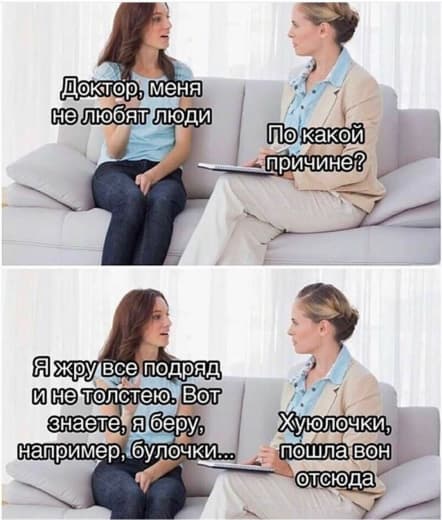 Доктор, меня
не любят люди
По какой
причине?
Я жру все подряд
и не толстею. Вот
знаете, я беру,
например, булочки...
Хуюлочки,
пошла вон
отсюда